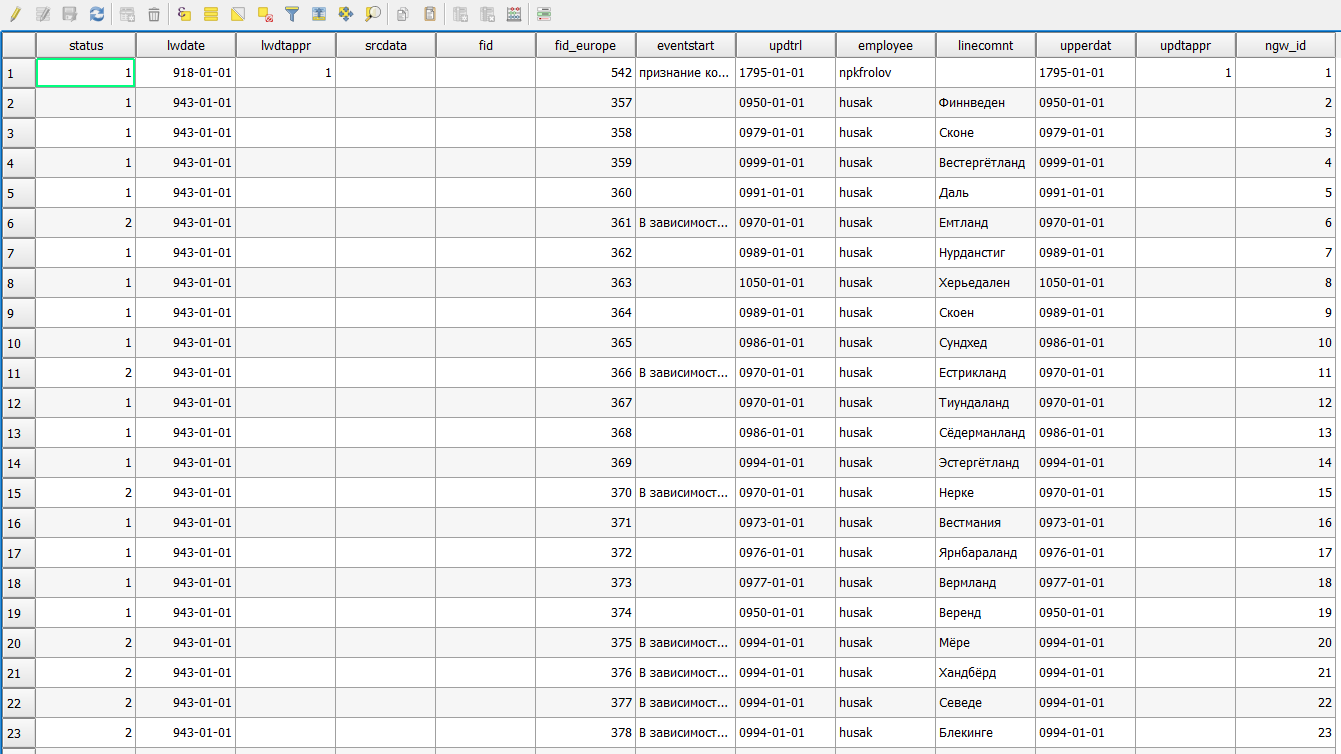 status lwdate lwdtappr srcdata fid fid_europe eventstart updtrl employee linecomnt upperdat updtappr ngw_id
1 1 918-01-01 1 542 признание ко... 1795-01-01 npkfrolov 1795-01-01 1 1
2 1 943-01-01 357 0950-01-01 husak Финнведен 0950-01-01 2
3 1 943-01-01 358 0979-01-01 husak Сконе 0979-01-01 3
4 1 943-01-01 359 0999-01-01 husak Вестергётланд 0999-01-01 4
5 1 943-01-01 360 0991-01-01 husak Даль 0991-01-01 5
6 2 943-01-01 361 В зависимост... 0970-01-01 husak Емтланд 0970-01-01 6
7 1 943-01-01 362 0989-01-01 husak Нурданстиг 0989-01-01 7
8 1 943-01-01 363 1050-01-01 husak Херьедален 1050-01-01 8
9 1 943-01-01 364 0989-01-01 husak Скоен 0989-01-01 9
10 1 943-01-01 365 0986-01-01 husak Сундхед 0986-01-01 10
11 2 943-01-01 366 В зависимост... 0970-01-01 husak Естрикланд 0970-01-01 11
12 1 943-01-01 367 0970-01-01 husak Тиундаланд 0970-01-01 12
13 1 943-01-01 368 0986-01-01 husak Сёдерманланд 0986-01-01 13
14 1 943-01-01 369 0994-01-01 husak Эстергётланд 0994-01-01 14
15 2 943-01-01 370 В зависимост... 0970-01-01 husak Нерке 0970-01-01 15
16 1 943-01-01 371 0973-01-01 husak Вестмания 0973-01-01 16
17 1 943-01-01 372 0976-01-01 husak Ярнбараланд 0976-01-01 17
18 1 943-01-01 373 0977-01-01 husak Вермланд 0977-01-01 18
19 1 943-01-01 374 0950-01-01 husak Веренд 0950-01-01 19
20 2 943-01-01 375 В зависимост... 0994-01-01 husak Мёре 0994-01-01 20
21 2 943-01-01 376 В зависимост... 0994-01-01 husak Хандбёрд 0994-01-01 21
22 2 943-01-01 377 В зависимост... 0994-01-01 husak Севеде 0994-01-01 22
23 2 943-01-01 378 В зависимост... 0994-01-01 husak Блекинге 0994-01-01 23